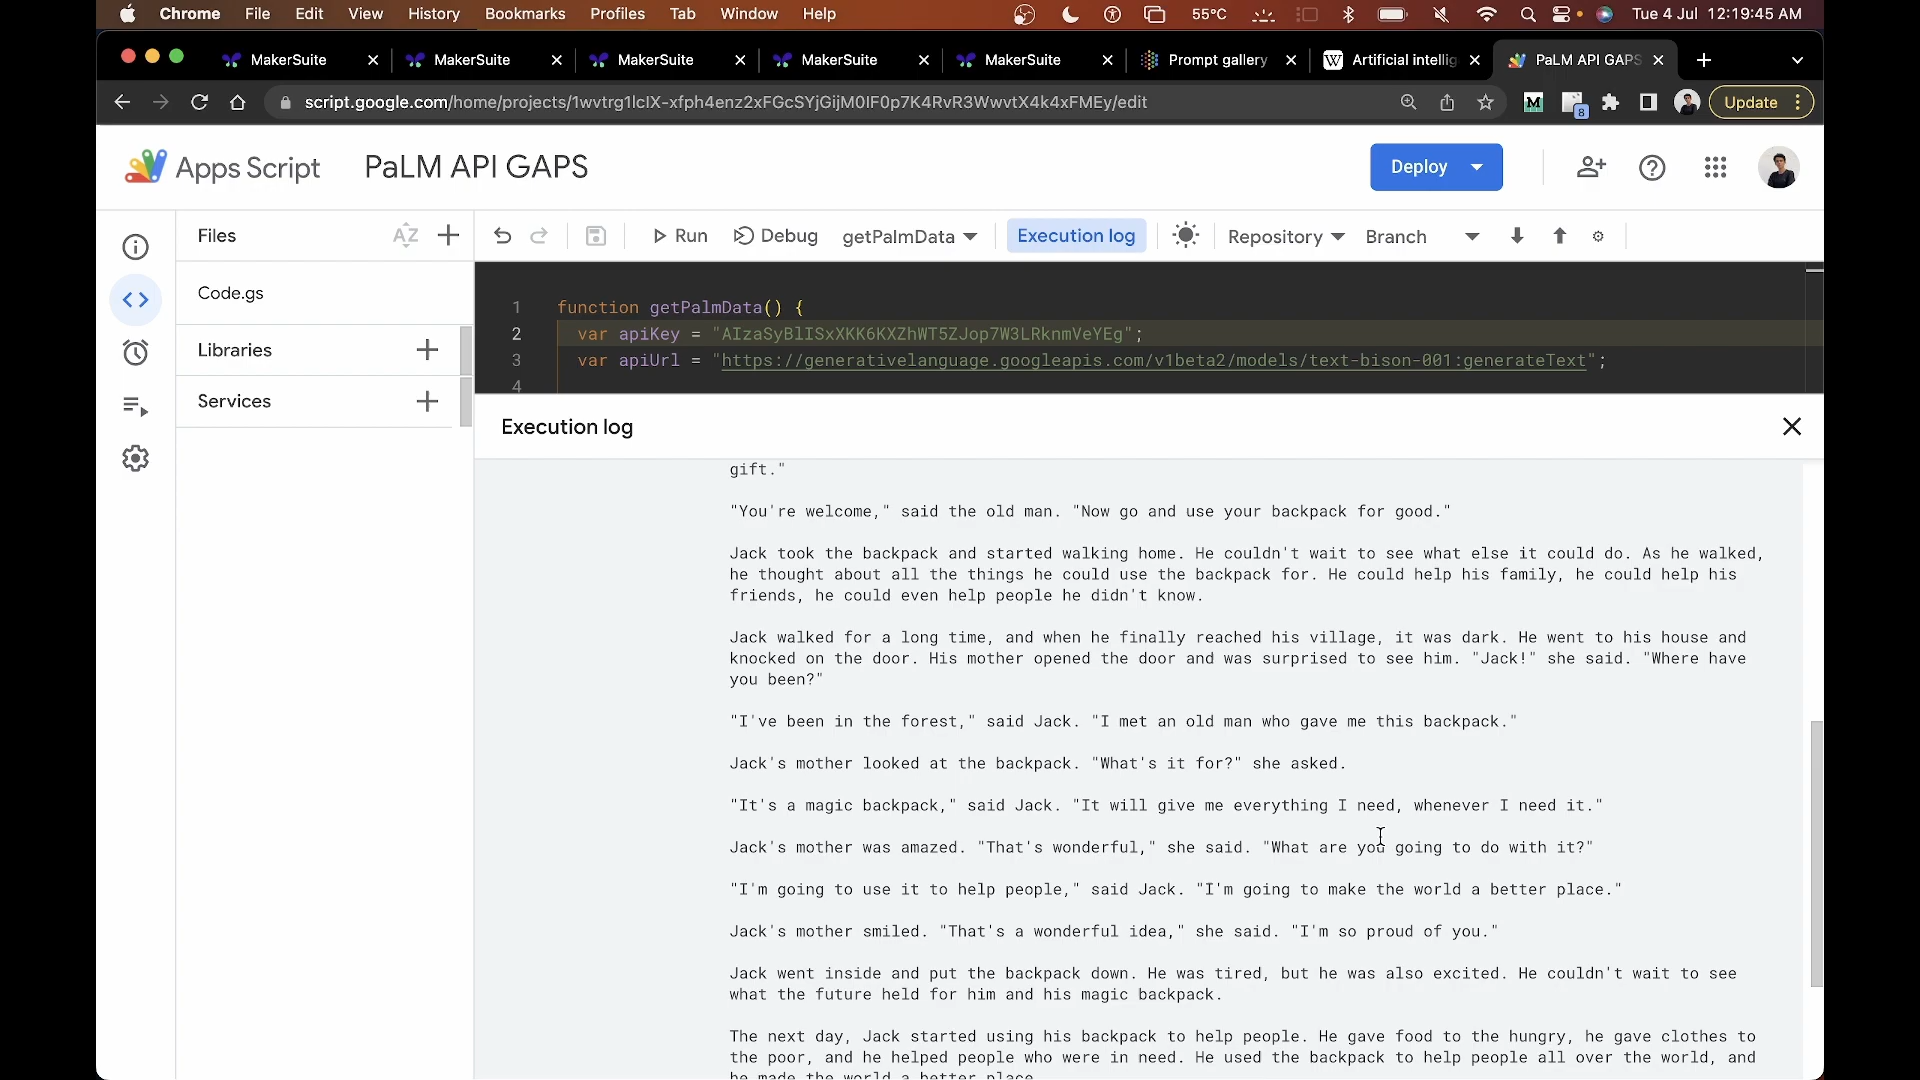 Chrome File Edit View History Bookmarks Profiles Tab Window Help 55°C Tue 4 Jul 12:19:45 AM
MakerSuite MakerSuite MakerSuite MakerSuite MakerSuite Prompt gallery Artificial intellig PaLM API GAPS
script.google.com/home/projects/1wvtrg1lcIX-xfph4enz2xFGcSYjGijM0IF0p7K4RvR3WwvtX4k4xFMEy/edit M 8 Update
Apps Script PaLM API GAPS Deploy
Files AZ Run Debug getPalmData Execution log Repository Branch
Code.gs
Libraries
Services
1 function getPalmData() {
2 var apiKey = "AIzaSyBlISxXKK6KXZhWT5ZJop7W3LRknmVeYEg";
3 var apiUrl = "https://generativelanguage.googleapis.com/v1beta2/models/text-bison-001:generateText";
4
Execution log
gift."
"You're welcome," said the old man. "Now go and use your backpack for good."
Jack took the backpack and started walking home. He couldn't wait to see what else it could do. As he walked,
he thought about all the things he could use the backpack for. He could help his family, he could help his
friends, he could even help people he didn't know.
Jack walked for a long time, and when he finally reached his village, it was dark. He went to his house and
knocked on the door. His mother opened the door and was surprised to see him. "Jack!" she said. "Where have
you been?"
"I've been in the forest," said Jack. "I met an old man who gave me this backpack."
Jack's mother looked at the backpack. "What's it for?" she asked.
"It's a magic backpack," said Jack. "It will give me everything I need, whenever I need it."
Jack's mother was amazed. "That's wonderful," she said. "What are you going to do with it?"
"I'm going to use it to help people," said Jack. "I'm going to make the world a better place."
Jack's mother smiled. "That's a wonderful idea," she said. "I'm so proud of you."
Jack went inside and put the backpack down. He was tired, but he was also excited. He couldn't wait to see
what the future held for him and his magic backpack.
The next day, Jack started using his backpack to help people. He gave food to the hungry, he gave clothes to
the poor, and he helped people who were in need. He used the backpack to help people all over the world, and
he made the world a better place.